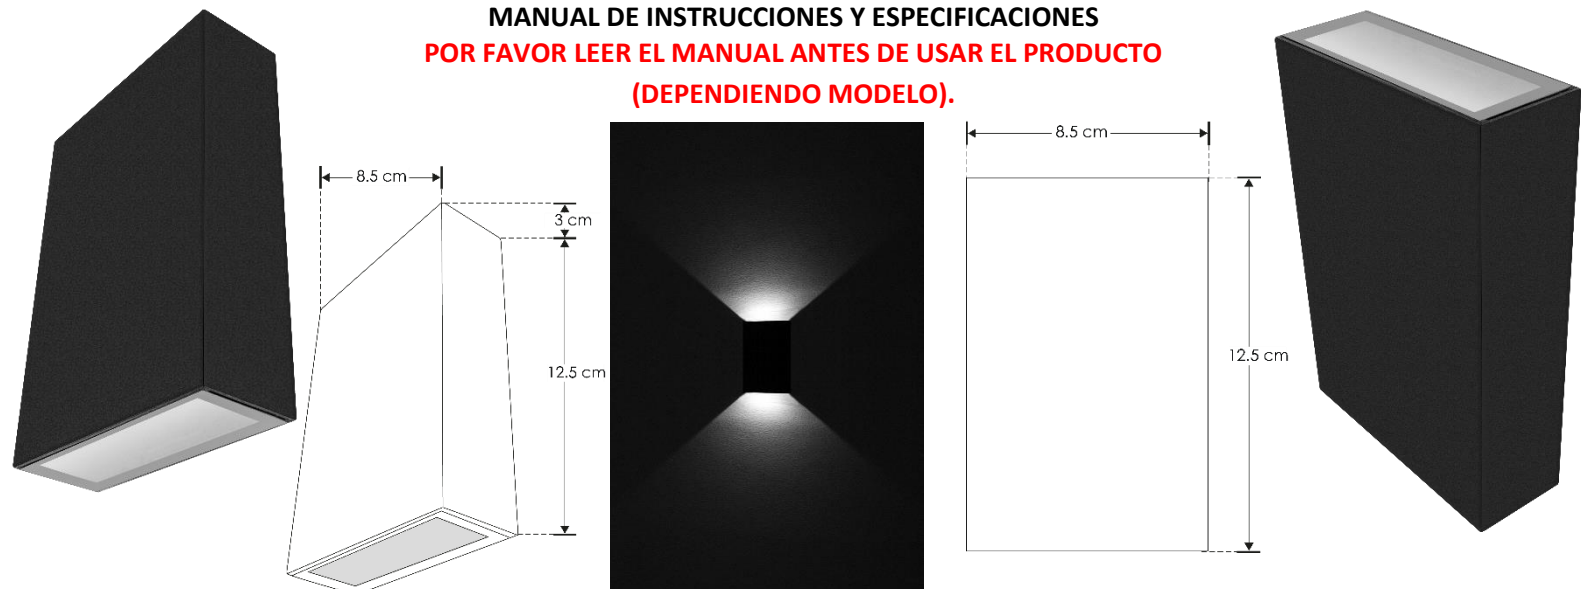 MANUAL DE INSTRUCCIONES Y ESPECIFICACIONES
POR FAVOR LEER EL MANUAL ANTES DE USAR EL PRODUCTO
(DEPENDIENDO MODELO).
8.5 cm
3 cm
12.5 cm
8.5 cm
12.5 cm